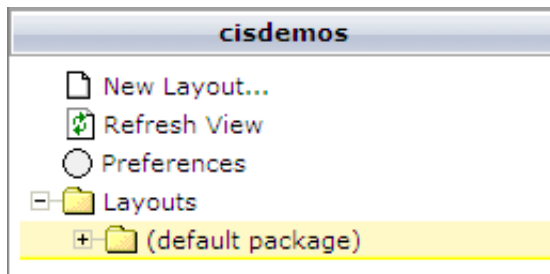 cisdemos
New Layout...
Refresh View
Preferences
Layouts
(default package)